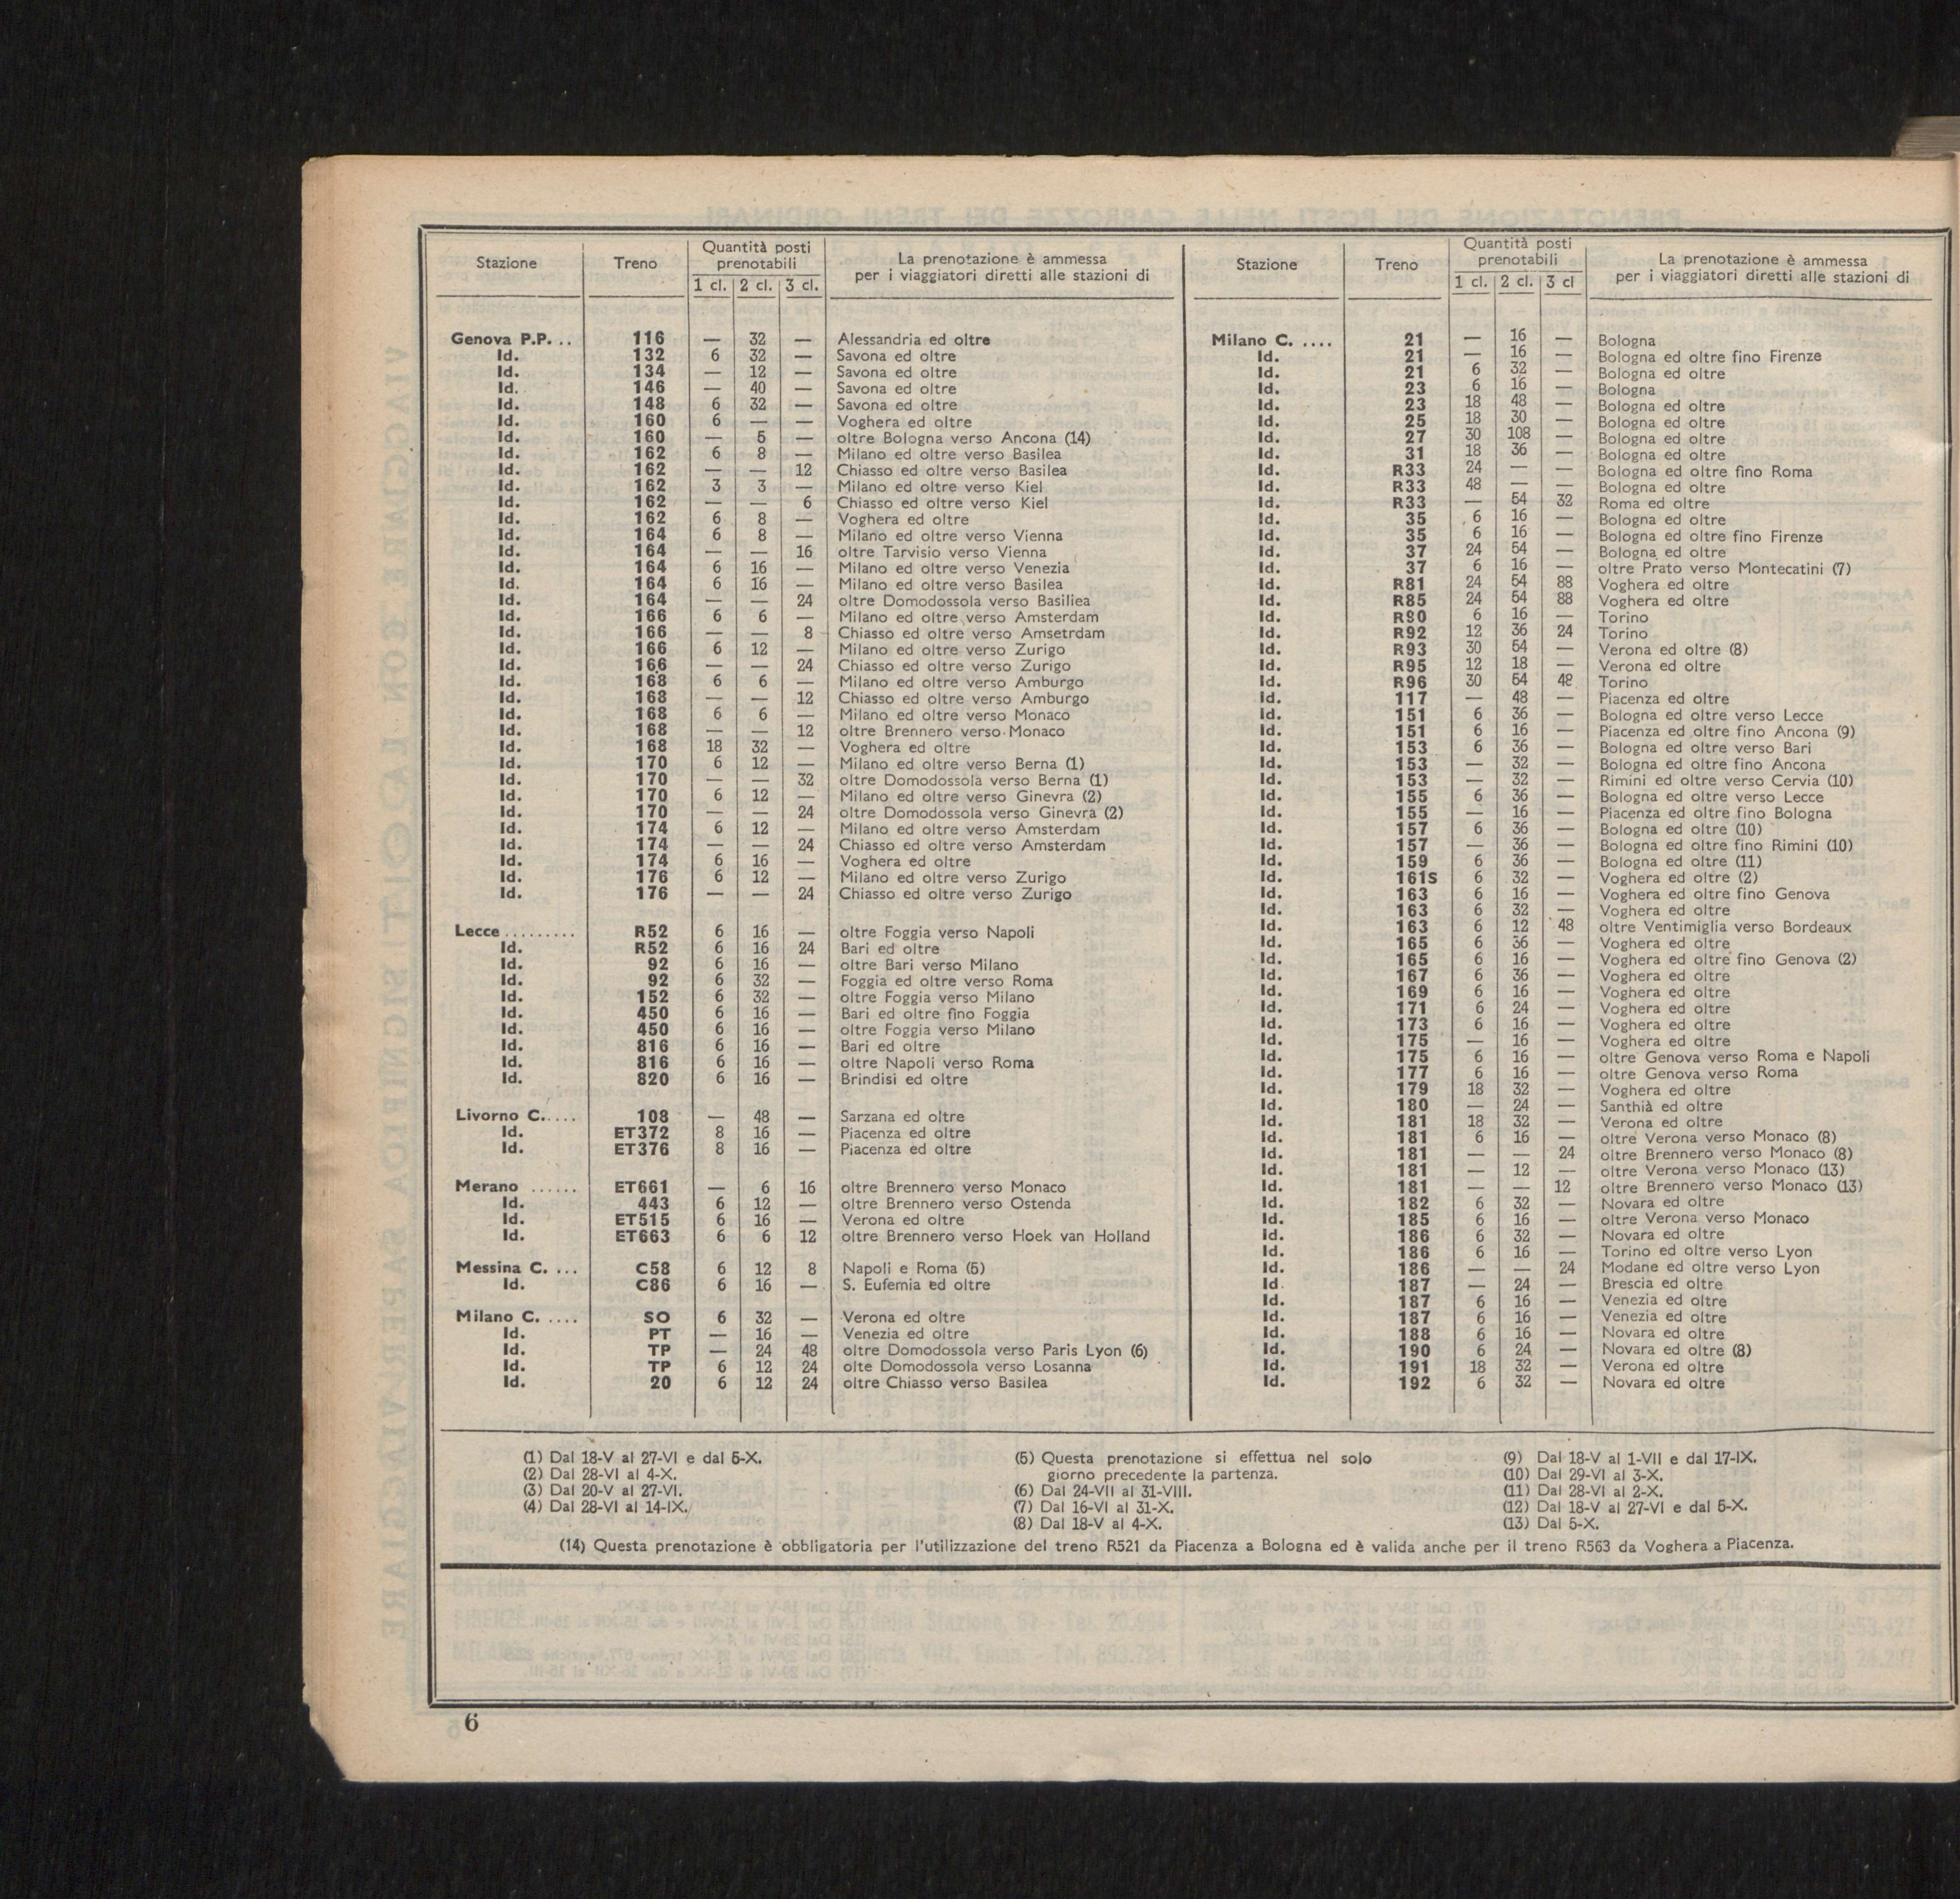 Stazione Treno Quantità posti prenotabili La prenotazione è ammessa
per i viaggiatori diretti alle stazioni di
1 cl. 2 cl. 3 cl.
Genova P.P. .. 116 — 32 — Alessandria ed oltre
Id. 132 6 32 — Savona ed oltre
Id. 134 — 12 — Savona ed oltre
Id. 146 — 40 — Savona ed oltre
Id. 148 6 32 — Savona ed oltre
Id. 160 6 — — Voghera ed oltre
Id. 160 — 6 — oltre Bologna verso Ancona (14)
Id. 162 6 8 — Milano ed oltre verso Basilea
Id. 162 — — 12 Chiasso ed oltre verso Basilea
Id. 162 3 3 — Milano ed oltre verso Kiel
Id. 162 — — 6 Chiasso ed oltre verso Kiel
Id. 162 6 8 — Voghera ed oltre
Id. 164 6 8 — Milano ed oltre verso Vienna
Id. 164 — — 16 oltre Tarvisio verso Vienna
Id. 164 6 16 — Milano ed oltre verso Venezia
Id. 164 6 16 — Milano ed oltre verso Basilea
Id. 164 — — 24 oltre Domodossola verso Basiliea
Id. 166 6 6 — Milano ed oltre verso Amsterdam
Id. 166 — — 8 Chiasso ed oltre verso Amsetrdam
Id. 166 6 12 — Milano ed oltre verso Zurigo
Id. 166 — — 24 Chiasso ed oltre verso Zurigo
Id. 168 6 6 — Milano ed oltre verso Amburgo
Id. 168 — — 12 Chiasso ed oltre verso Amburgo
Id. 168 6 6 — Milano ed oltre verso Monaco
Id. 168 — — 12 oltre Brennero verso Monaco
Id. 168 18 32 — Voghera ed oltre
Id. 170 6 12 — Milano ed oltre verso Berna (1)
Id. 170 — — 32 oltre Domodossola verso Berna (1)
Id. 170 6 12 — Milano ed oltre verso Ginevra (2)
Id. 170 — — 24 oltre Domodossola verso Ginevra (2)
Id. 174 6 12 — Milano ed oltre verso Amsterdam
Id. 174 — — 24 Chiasso ed oltre verso Amsterdam
Id. 174 6 16 — Voghera ed oltre
Id. 176 6 12 — Milano ed oltre verso Zurigo
Id. 176 — — 24 Chiasso ed oltre verso Zurigo
Lecce ......... R52 6 16 — oltre Foggia verso Napoli
Id. R52 6 16 24 Bari ed oltre
Id. 92 6 16 — oltre Bari verso Milano
Id. 92 6 32 — Foggia ed oltre verso Roma
Id. 152 6 32 — oltre Foggia verso Milano
Id. 450 6 16 — Bari ed oltre fino Foggia
Id. 450 6 16 — oltre Foggia verso Milano
Id. 816 6 16 — Bari ed oltre
Id. 816 6 16 — oltre Napoli verso Roma
Id. 820 6 16 — Brindisi ed oltre
Livorno C. .... 108 — 48 — Sarzana ed oltre
Id. ET372 8 16 — Piacenza ed oltre
Id. ET376 8 16 — Piacenza ed oltre
Merano ...... ET661 — 6 16 oltre Brennero verso Monaco
Id. 443 6 12 — oltre Brennero verso Ostenda
Id. ET515 6 16 — Verona ed oltre
Id. ET663 6 6 12 oltre Brennero verso Hoek van Holland
Messina C. ... C58 6 12 8 Napoli e Roma (5)
Id. C86 6 16 — S. Eufemia ed oltre
Milano C. .... SO 6 32 — Verona ed oltre
Id. PT — 16 — Venezia ed oltre
Id. TP — 24 48 oltre Domodossola verso Paris Lyon (6)
Id. TP 6 12 24 olte Domodossola verso Losanna
Id. 20 6 12 24 oltre Chiasso verso Basilea
Stazione Treno Quantità posti prenotabili La prenotazione è ammessa
per i viaggiatori diretti alle stazioni di
1 cl. 2 cl. 3 cl
Milano C. .... 21 — 16 — Bologna
Id. 21 — 16 — Bologna ed oltre fino Firenze
Id. 21 6 32 — Bologna ed oltre
Id. 23 6 16 — Bologna
Id. 23 18 48 — Bologna ed oltre
Id. 25 18 30 — Bologna ed oltre
Id. 27 30 108 — Bologna ed oltre
Id. 31 18 36 — Bologna ed oltre
Id. R33 24 — — Bologna ed oltre fino Roma
Id. R33 48 — — Bologna ed oltre
Id. R33 — 54 32 Roma ed oltre
Id. 35 6 16 — Bologna ed oltre
Id. 35 6 16 — Bologna ed oltre fino Firenze
Id. 37 24 54 — Bologna ed oltre
Id. 37 6 16 — oltre Prato verso Montecatini (7)
Id. R81 24 54 88 Voghera ed oltre
Id. R85 24 54 88 Voghera ed oltre
Id. R90 6 16 — Torino
Id. R92 12 36 24 Torino
Id. R93 30 54 — Verona ed oltre (8)
Id. R95 12 18 — Verona ed oltre
Id. R96 30 54 48 Torino
Id. 117 — 48 — Piacenza ed oltre
Id. 151 6 36 — Bologna ed oltre verso Lecce
Id. 151 6 16 — Piacenza ed oltre fino Ancona (9)
Id. 153 6 36 — Bologna ed oltre verso Bari
Id. 153 — 32 — Bologna ed oltre fino Ancona
Id. 153 — 32 — Rimini ed oltre verso Cervia (10)
Id. 155 6 36 — Bologna ed oltre verso Lecce
Id. 155 — 16 — Piacenza ed oltre fino Bologna
Id. 157 6 36 — Bologna ed oltre (10)
Id. 157 — 36 — Bologna ed oltre fino Rimini (10)
Id. 159 6 36 — Bologna ed oltre (11)
Id. 161S 6 32 — Voghera ed oltre (2)
Id. 163 6 16 — Voghera ed oltre fino Genova
Id. 163 6 32 — Voghera ed oltre
Id. 163 6 12 48 oltre Ventimiglia verso Bordeaux
Id. 165 6 36 — Voghera ed oltre
Id. 165 6 16 — Voghera ed oltre fino Genova (2)
Id. 167 6 36 — Voghera ed oltre
Id. 169 6 16 — Voghera ed oltre
Id. 171 6 24 — Voghera ed oltre
Id. 173 6 16 — Voghera ed oltre
Id. 175 — 16 — Voghera ed oltre
Id. 175 6 16 — oltre Genova verso Roma e Napoli
Id. 177 6 16 — oltre Genova verso Roma
Id. 179 18 32 — Voghera ed oltre
Id. 180 — 24 — Santhià ed oltre
Id. 181 18 32 — Verona ed oltre
Id. 181 6 16 — oltre Verona verso Monaco (8)
Id. 181 — — 24 oltre Brennero verso Monaco (8)
Id. 181 — 12 — oltre Verona verso Monaco (13)
Id. 181 — — 12 oltre Brennero verso Monaco (13)
Id. 182 6 32 — Novara ed oltre
Id. 185 6 16 — oltre Verona verso Monaco
Id. 186 6 32 — Novara ed oltre
Id. 186 6 16 — Torino ed oltre verso Lyon
Id. 186 — — 24 Modane ed oltre verso Lyon
Id. 187 — 24 — Brescia ed oltre
Id. 187 6 16 — Venezia ed oltre
Id. 187 6 16 — Venezia ed oltre
Id. 188 6 16 — Novara ed oltre
Id. 190 6 24 — Novara ed oltre (8)
Id. 191 18 32 — Verona ed oltre
Id. 192 6 32 — Novara ed oltre
(1) Dal 18-V al 27-VI e dal 5-X.
(2) Dal 28-VI al 4-X.
(3) Dal 20-V al 27-VI.
(4) Dal 28-VI al 14-IX.
(5) Questa prenotazione si effettua nel solo
giorno precedente la partenza.
(6) Dal 24-VII al 31-VIII.
(7) Dal 16-VI al 31-X.
(8) Dal 18-V al 4-X.
(9) Dal 18-V al 1-VII e dal 17-IX.
(10) Dal 29-VI al 3-X.
(11) Dal 28-VI al 2-X.
(12) Dal 18-V al 27-VI e dal 5-X.
(13) Dal 5-X.
(14) Questa prenotazione è obbligatoria per l'utilizzazione del treno R521 da Piacenza a Bologna ed è valida anche per il treno R563 da Voghera a Piacenza.
6